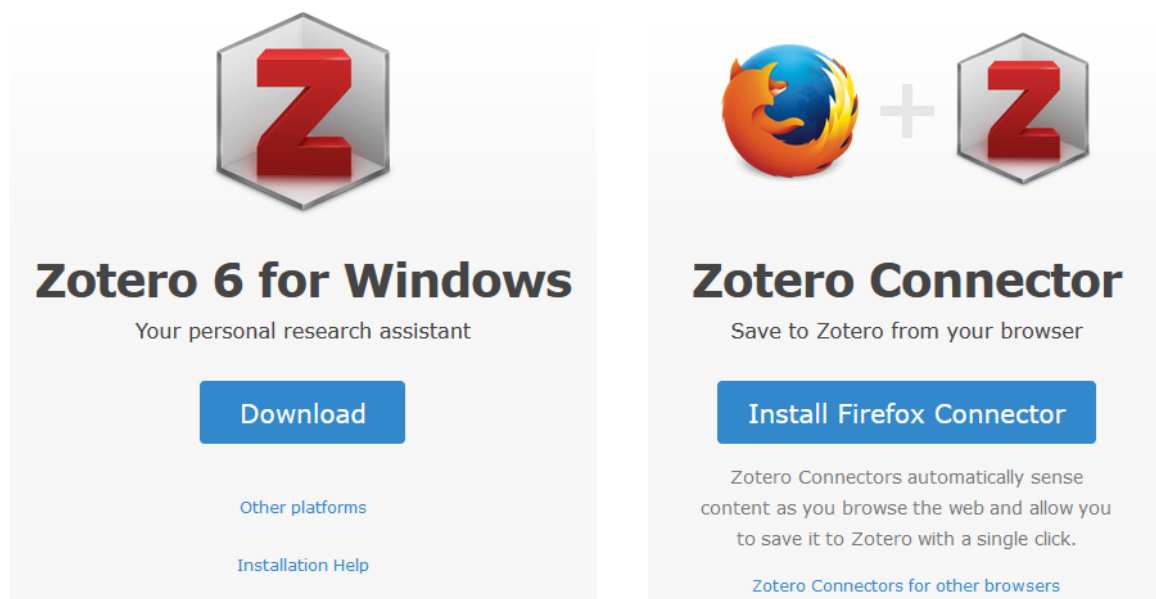 Z
Zotero 6 for Windows
Your personal research assistant
Download
Other platforms
Installation Help
Z
Zotero Connector
Save to Zotero from your browser
Install Firefox Connector
Zotero Connectors automatically sense
content as you browse the web and allow you
to save it to Zotero with a single click.
Zotero Connectors for other browsers